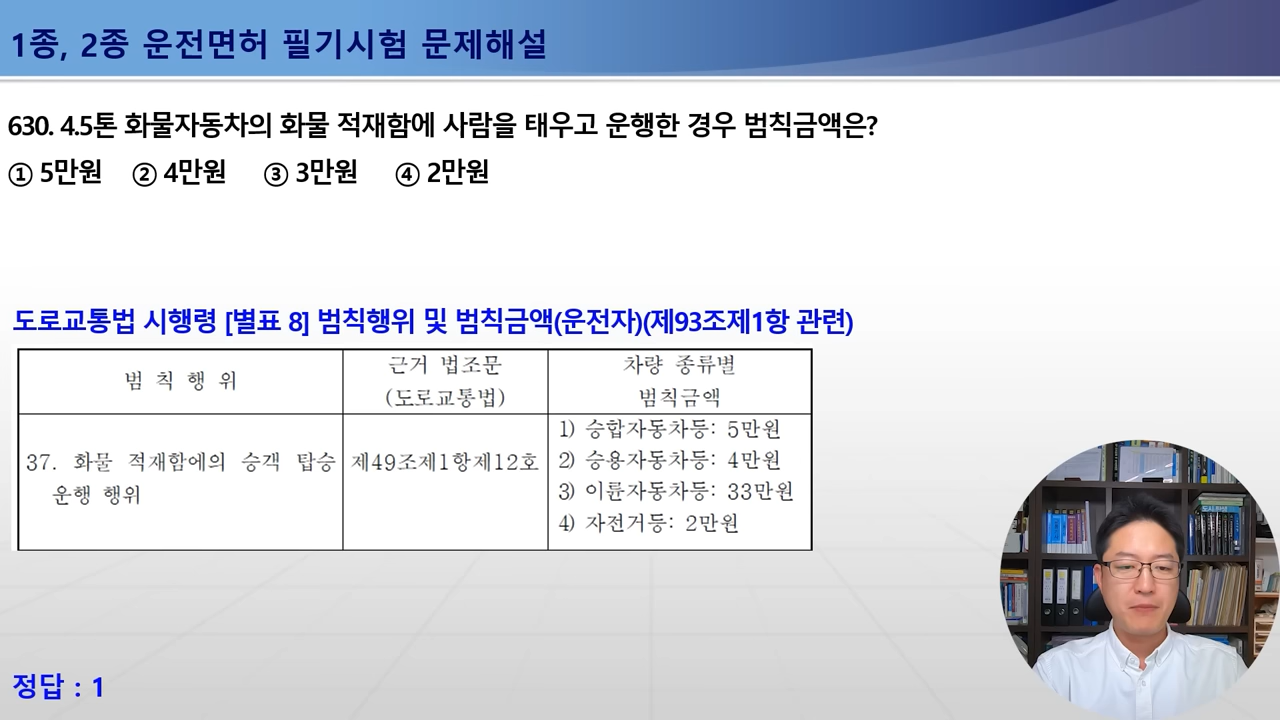 1종, 2종 운전면허 필기시험 문제해설
630. 4.5톤 화물자동차의 화물 적재함에 사람을 태우고 운행한 경우 범칙금액은?
① 5만원 ② 4만원 ③ 3만원 ④ 2만원
도로교통법 시행령 [별표 8] 범칙행위 및 범칙금액(운전자)(제93조제1항 관련)
범 칙 행 위
근거 법조문
(도로교통법)
차량 종류별
범칙금액
37. 화물 적재함에의 승객 탑승
운행 행위
제49조제1항제12호
1) 승합자동차등: 5만원
2) 승용자동차등: 4만원
3) 이륜자동차등: 33만원
4) 자전거등: 2만원
정답 : 1